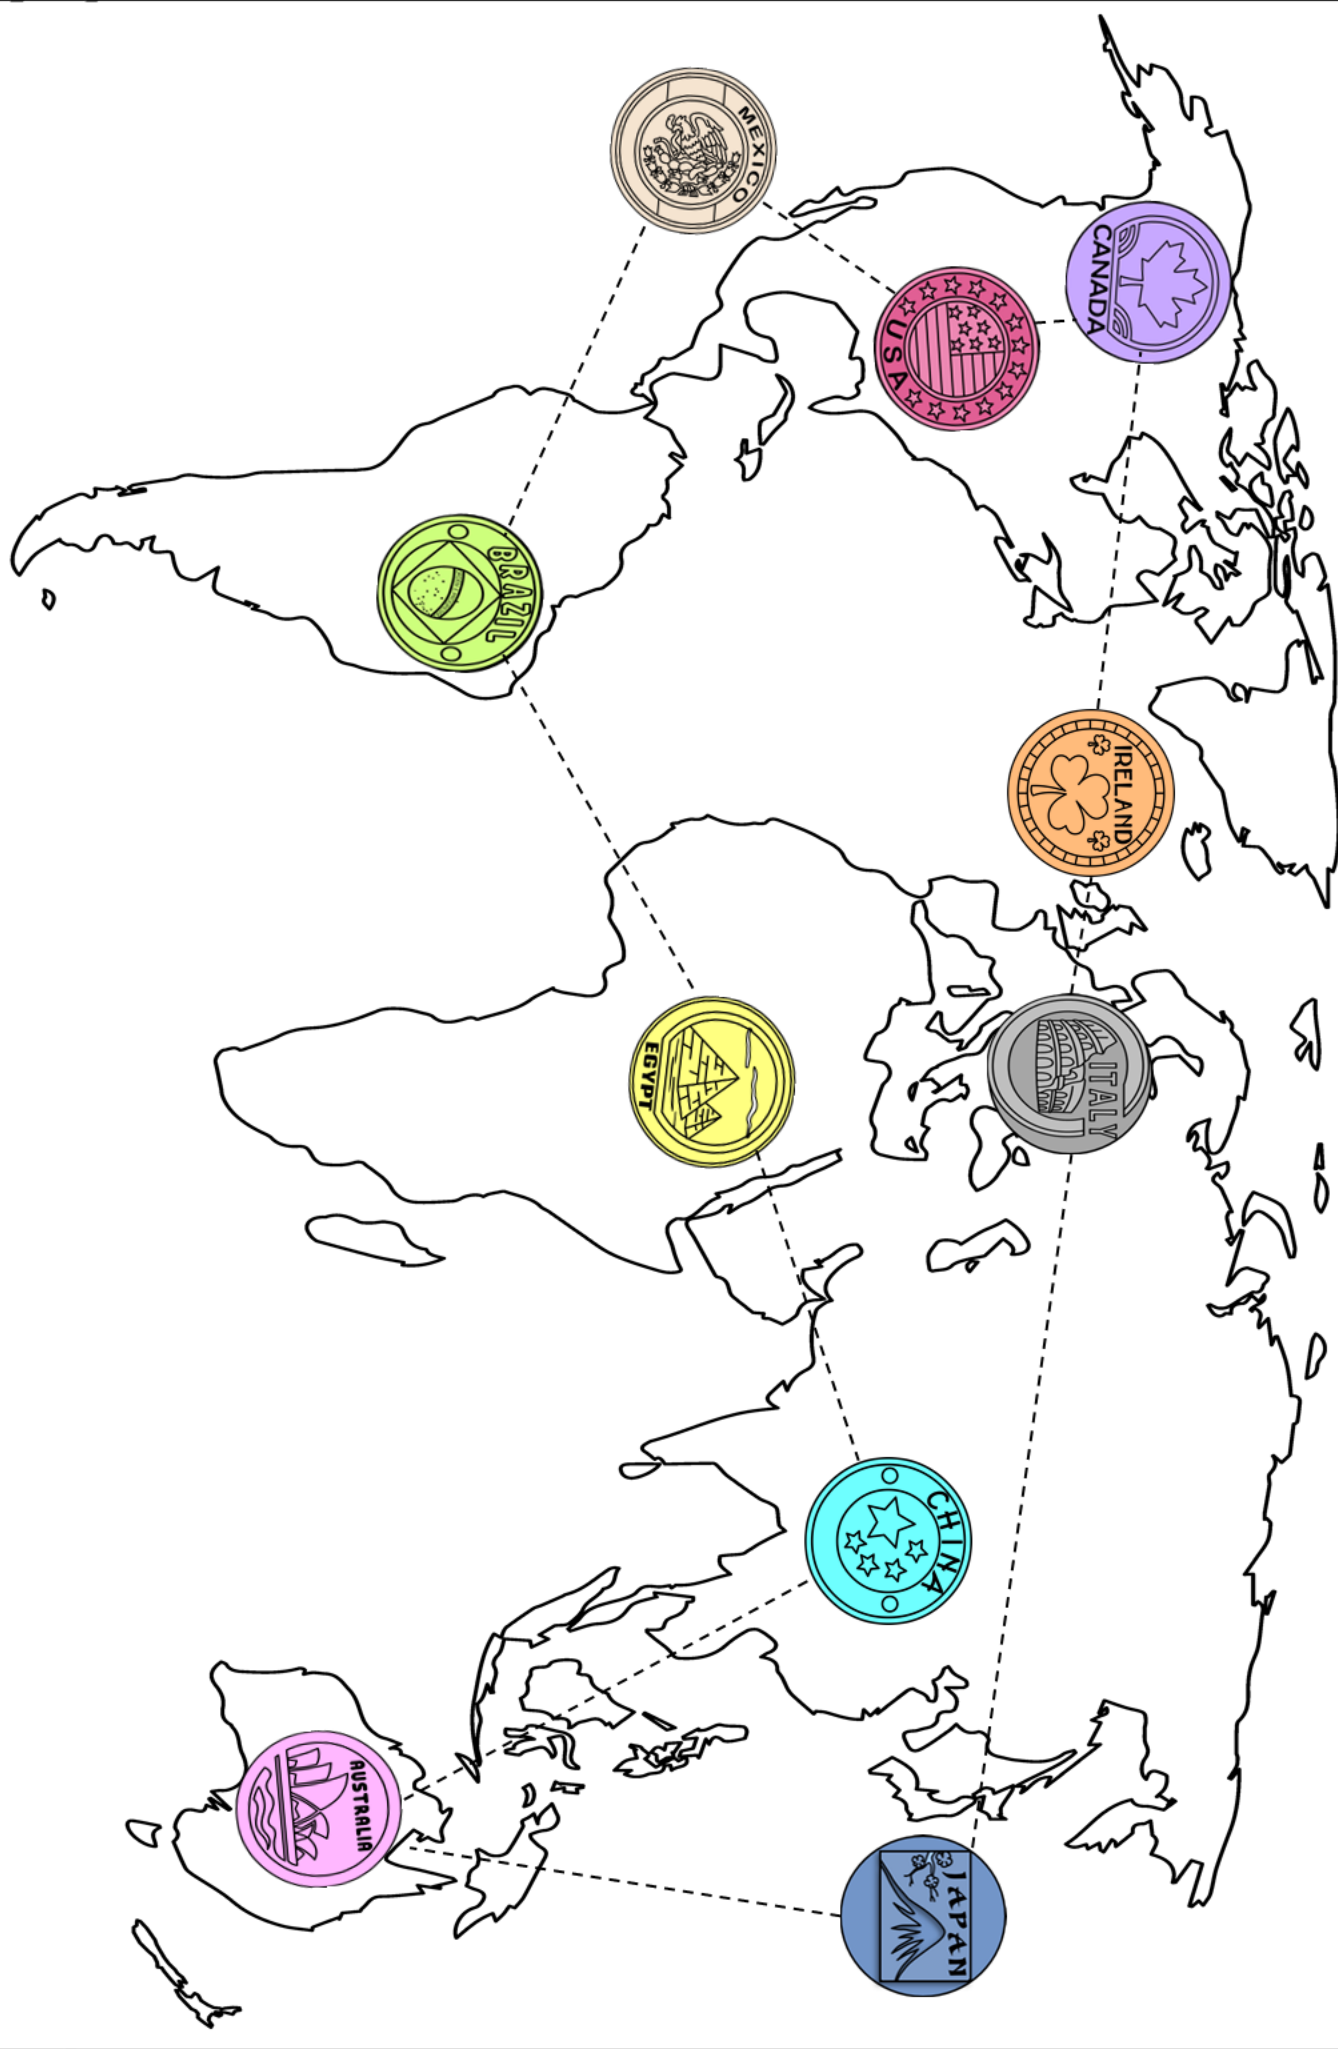 CANADA
USA
MEXICO
BRAZIL
IRELAND
ITALY
EGYPT
CHINA
JAPAN
AUSTRALIA